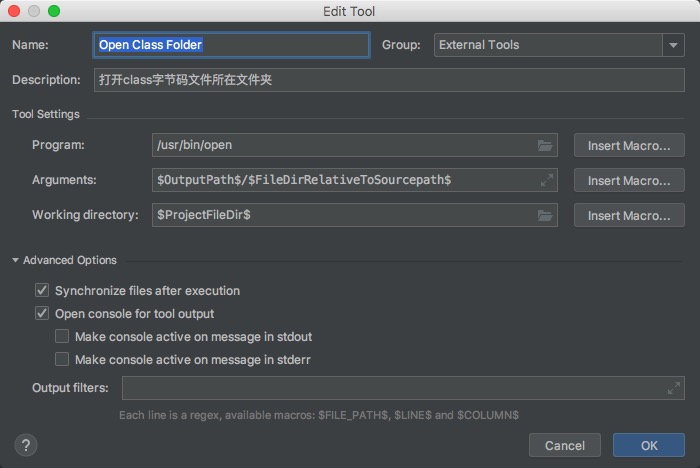 Edit Tool
Name: Open Class Folder Group: External Tools
Description: 打开class字节码文件所在文件夹
Tool Settings
Program: /usr/bin/open Insert Macro...
Arguments: $OutputPath$/$FileDirRelativeToSourcepath$ Insert Macro...
Working directory: $ProjectFileDir$ Insert Macro...
Advanced Options
Synchronize files after execution
Open console for tool output
Make console active on message in stdout
Make console active on message in stderr
Output filters:
Each line is a regex, available macros: $FILE_PATH$, $LINE$ and $COLUMN$
? Cancel OK